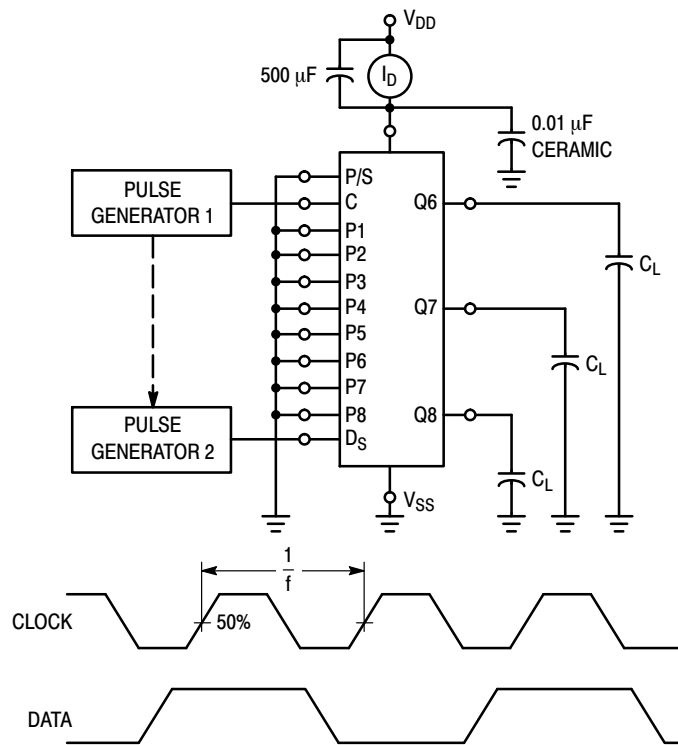 V_DD
500 μF
I_D
0.01 μF
CERAMIC
PULSE
GENERATOR 1
P/S
C
P1
P2
P3
P4
P5
P6
P7
P8
D_S
Q6
Q7
Q8
C_L
C_L
C_L
PULSE
GENERATOR 2
V_SS
1
f
CLOCK
50%
DATA